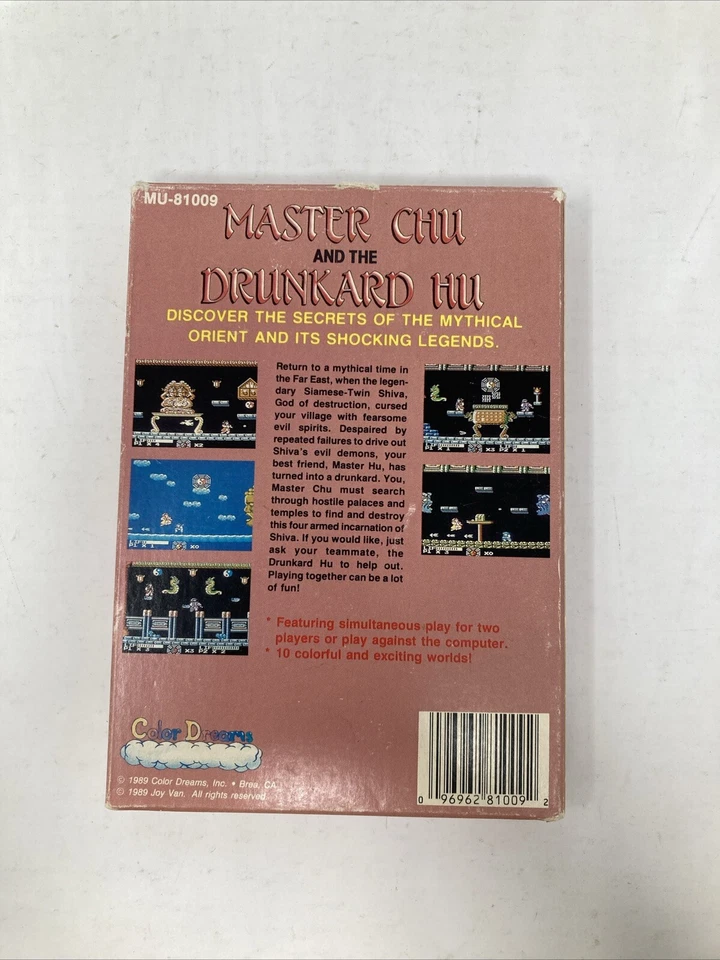 MU-81009
MASTER CHU
AND THE
DRUNKARD HU
DISCOVER THE SECRETS OF THE MYTHICAL
ORIENT AND ITS SHOCKING LEGENDS.
Return to a mythical time in
the Far East, when the legen-
dary Siamese-Twin Shiva,
God of destruction, cursed
your village with fearsome
evil spirits. Despaired by
repeated failures to drive out
Shiva's evil demons, your
best friend, Master Hu, has
turned into a drunkard. You,
Master Chu must search
through hostile palaces and
temples to find and destroy
this four armed incarnation of
Shiva. If you would like, just
ask your teammate, the
Drunkard Hu to help out.
Playing together can be a lot
of fun!
* Featuring simultaneous play for two
players or play against the computer.
* 10 colorful and exciting worlds!
Color Dreams
© 1989 Color Dreams, Inc. • Brea, CA
© 1989 Joy Van. All rights reserved
0 96962 81009 2